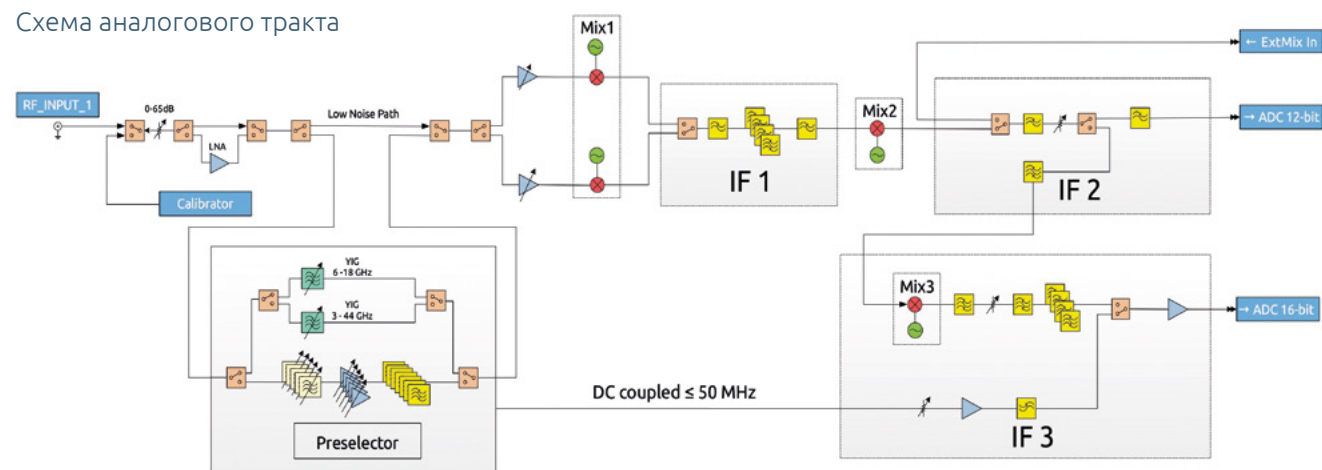 Схема аналогового тракта
Mix1
← ExtMix In
RF_INPUT_1
0-65dB
Low Noise Path
LNA
Mix2
→ ADC 12-bit
IF 1
IF 2
Calibrator
YIG
6 -18 GHz
YIG
3 - 44 GHz
Mix3
→ ADC 16-bit
DC coupled ≤ 50 MHz
Preselector
IF 3